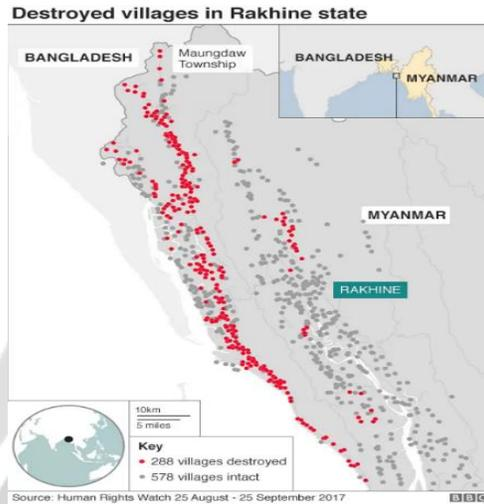 Destroyed villages in Rakhine state
BANGLADESH
Maungdaw
Township
BANGLADESH
MYANMAR
MYANMAR
RAKHINE
10km
5 miles
Key
288 villages destroyed
578 villages intact
Source: Human Rights Watch 25 August - 25 September 2017
BBC